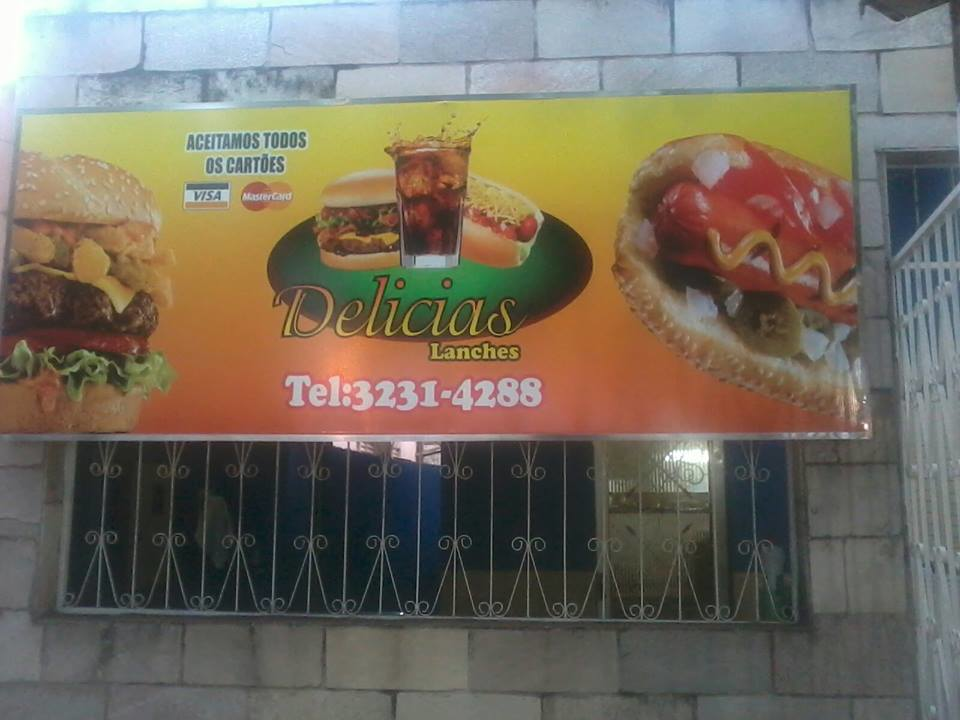 ACEITAMOS TODOS
OS CARTÕES
VISA MasterCard
Delicias
Lanches
Tel:3231-4288